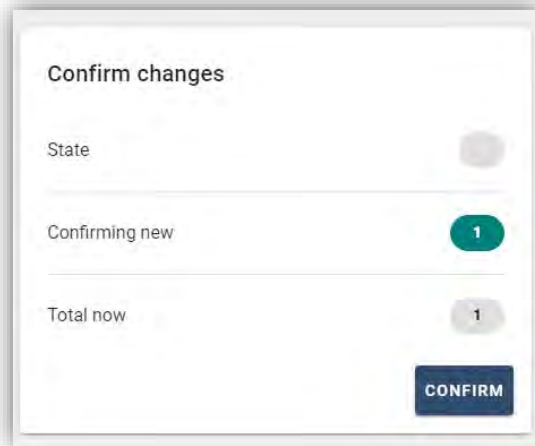 Confirm changes
State
Confirming new 1
Total now 1
CONFIRM